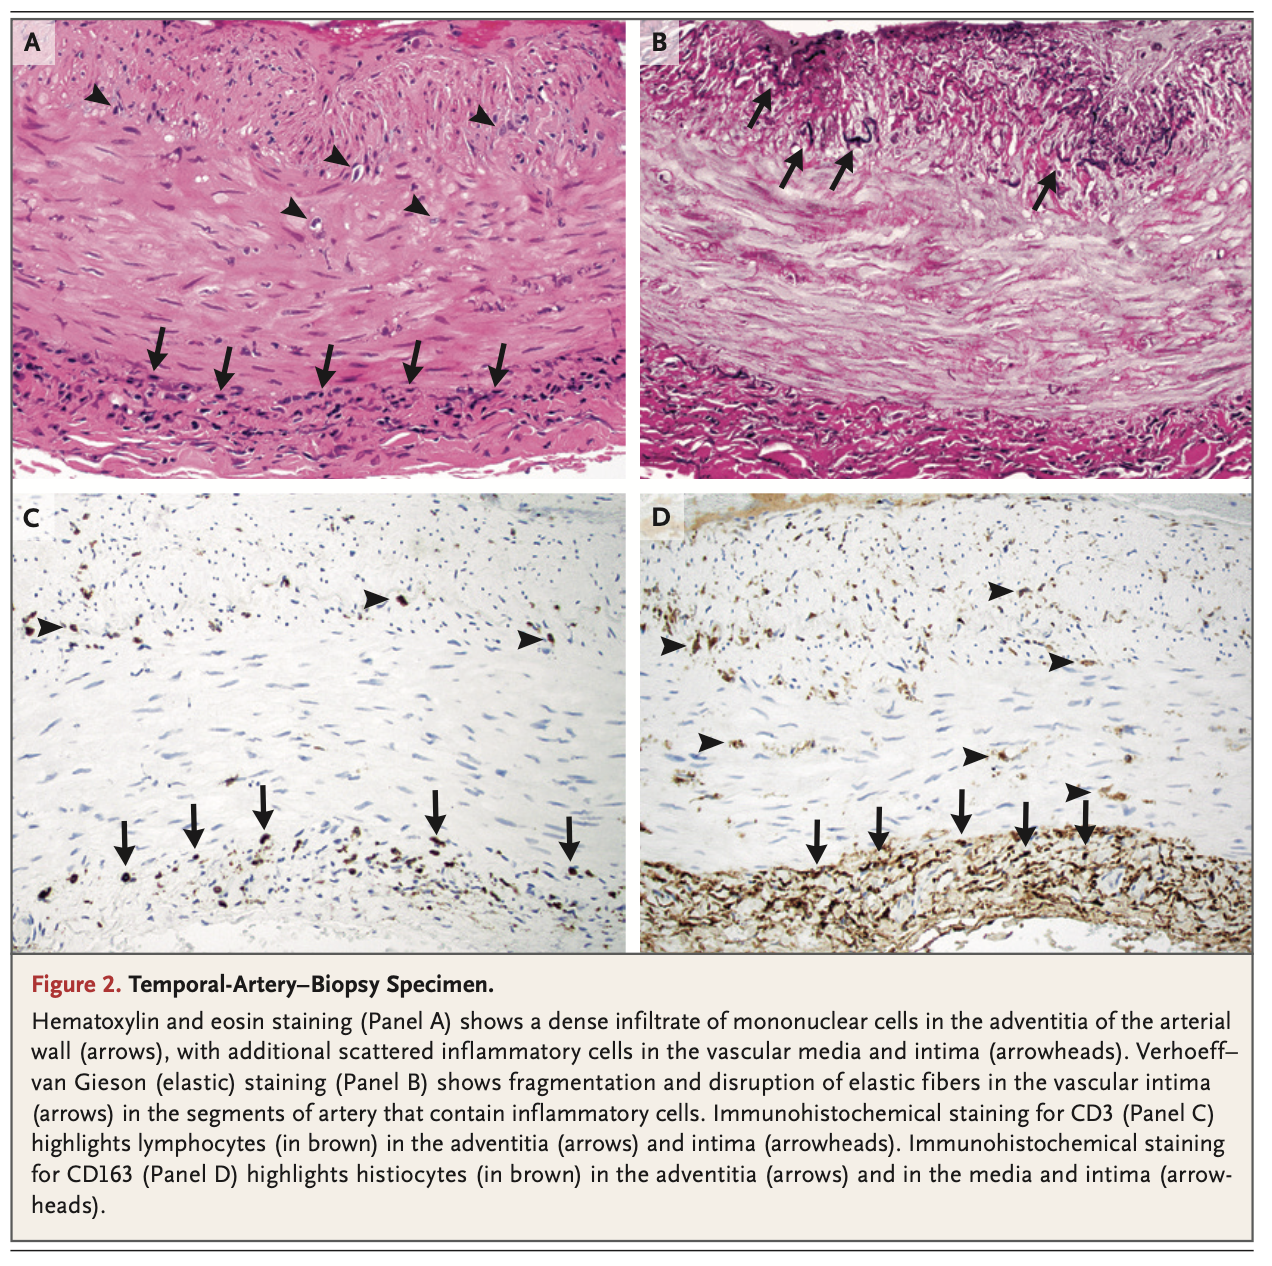 A
B
C
D
Figure 2. Temporal-Artery–Biopsy Specimen.
Hematoxylin and eosin staining (Panel A) shows a dense infiltrate of mononuclear cells in the adventitia of the arterial
wall (arrows), with additional scattered inflammatory cells in the vascular media and intima (arrowheads). Verhoeff–
van Gieson (elastic) staining (Panel B) shows fragmentation and disruption of elastic fibers in the vascular intima
(arrows) in the segments of artery that contain inflammatory cells. Immunohistochemical staining for CD3 (Panel C)
highlights lymphocytes (in brown) in the adventitia (arrows) and intima (arrowheads). Immunohistochemical staining
for CD163 (Panel D) highlights histiocytes (in brown) in the adventitia (arrows) and in the media and intima (arrow-
heads).